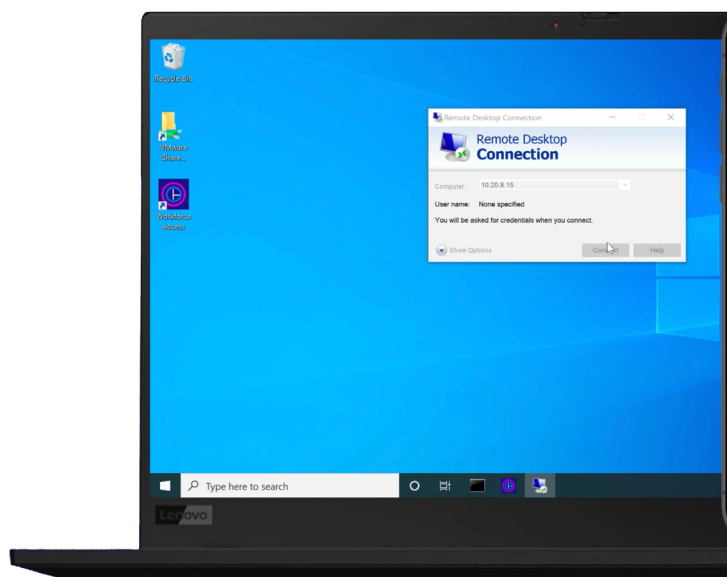 Recycle Bin
VMware
Share...
Workforce
Access
Remote Desktop Connection
Remote Desktop
Connection
Computer:
10.20.8.15
User name:
None specified
You will be asked for credentials when you connect.
Show Options
Connect
Help
Type here to search
Lenovo